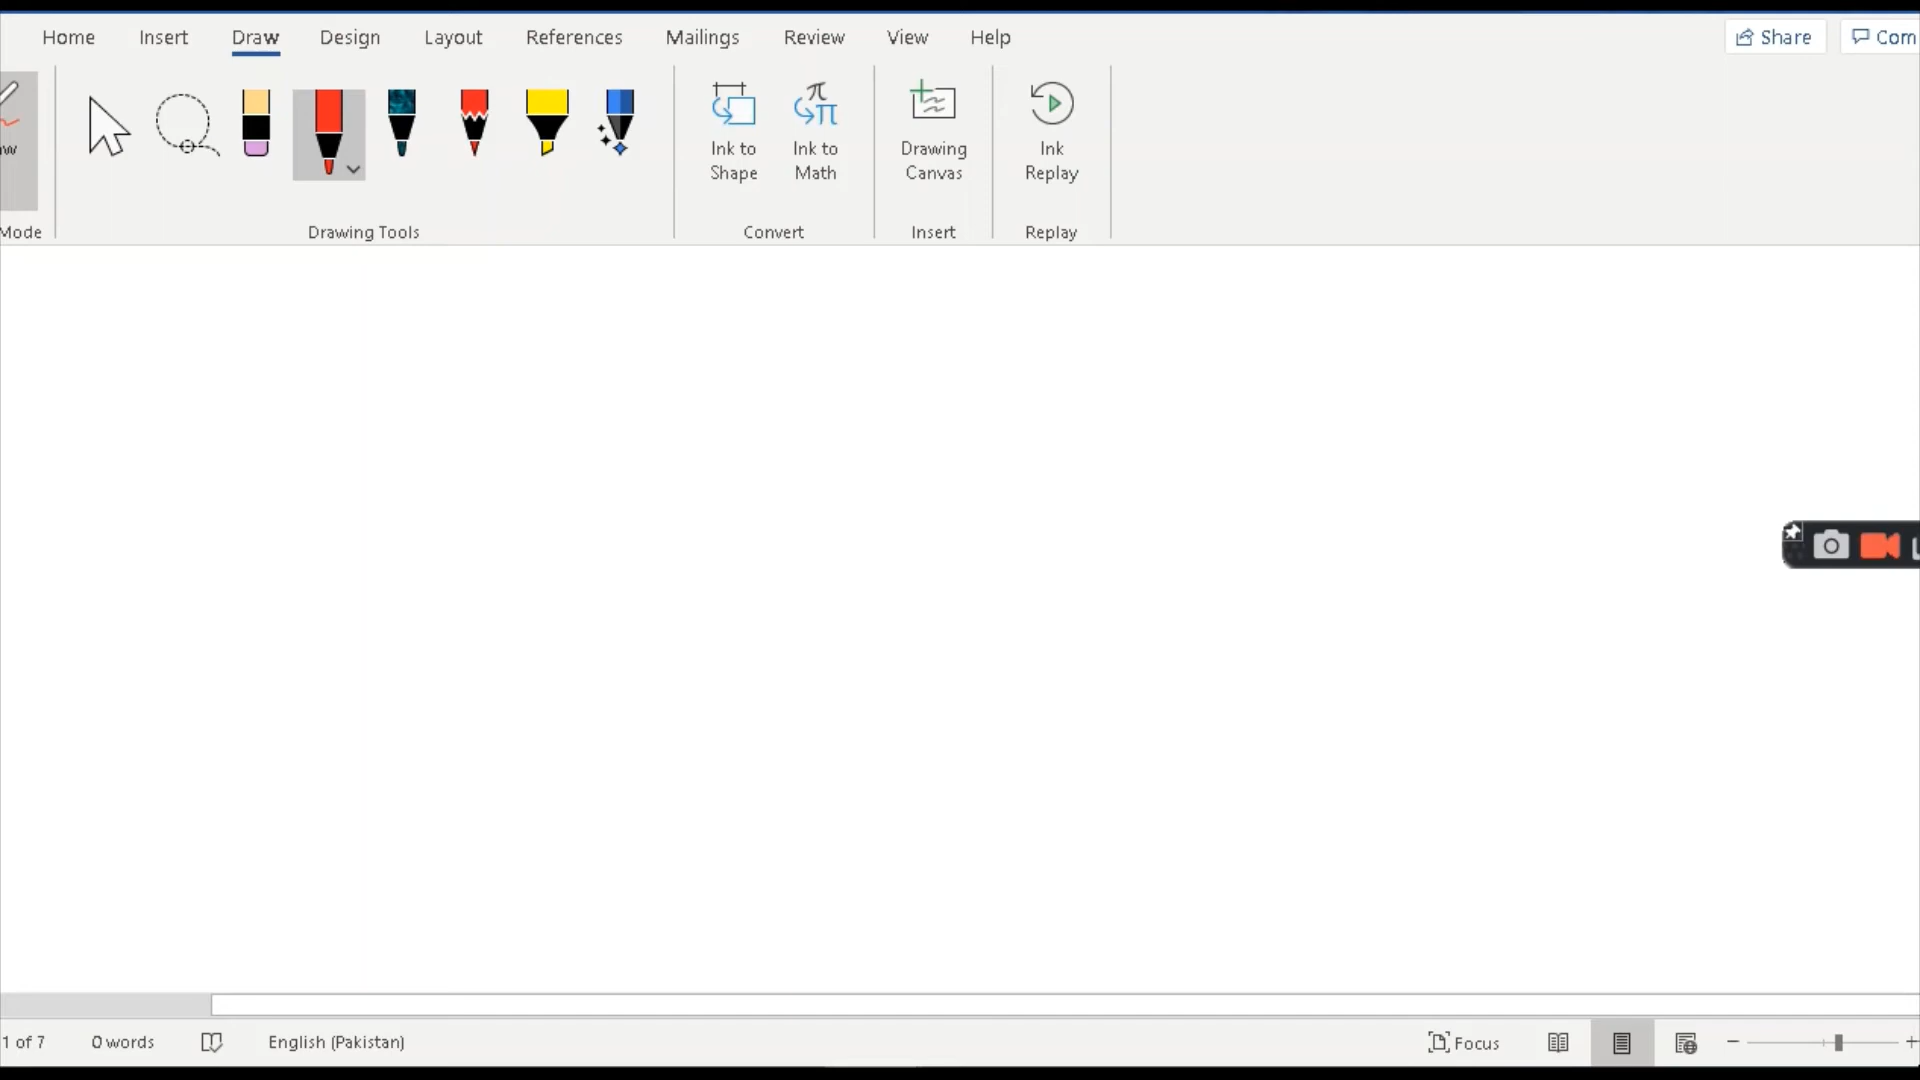 Home Insert Draw Design Layout References Mailings Review View Help Share Com
w
Ink to Shape
Ink to Math
Drawing Canvas
Ink Replay
Mode Drawing Tools Convert Insert Replay
1 of 7 0 words English (Pakistan) Focus